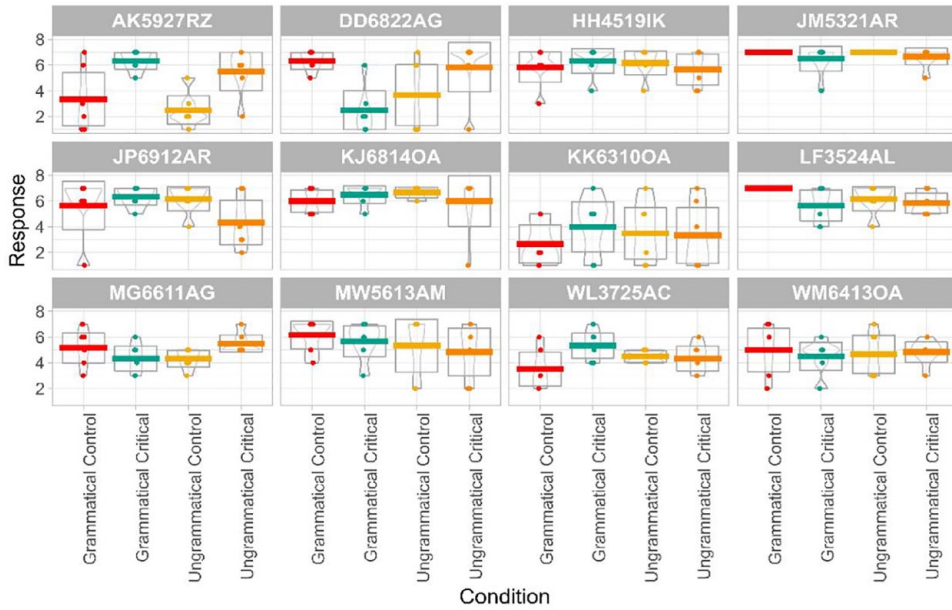 AK5927RZ DD6822AG HH4519IK JM5321AR
8
6
4
2
JP6912AR KJ6814OA KK6310OA LF3524AL
8
6
4
2
MG6611AG MW5613AM WL3725AC WM6413OA
8
6
4
2
Response
Grammatical Control
Grammatical Critical
Ungrammatical Control
Ungrammatical Critical
Grammatical Control
Grammatical Critical
Ungrammatical Control
Ungrammatical Critical
Grammatical Control
Grammatical Critical
Ungrammatical Control
Ungrammatical Critical
Grammatical Control
Grammatical Critical
Ungrammatical Control
Ungrammatical Critical
Condition